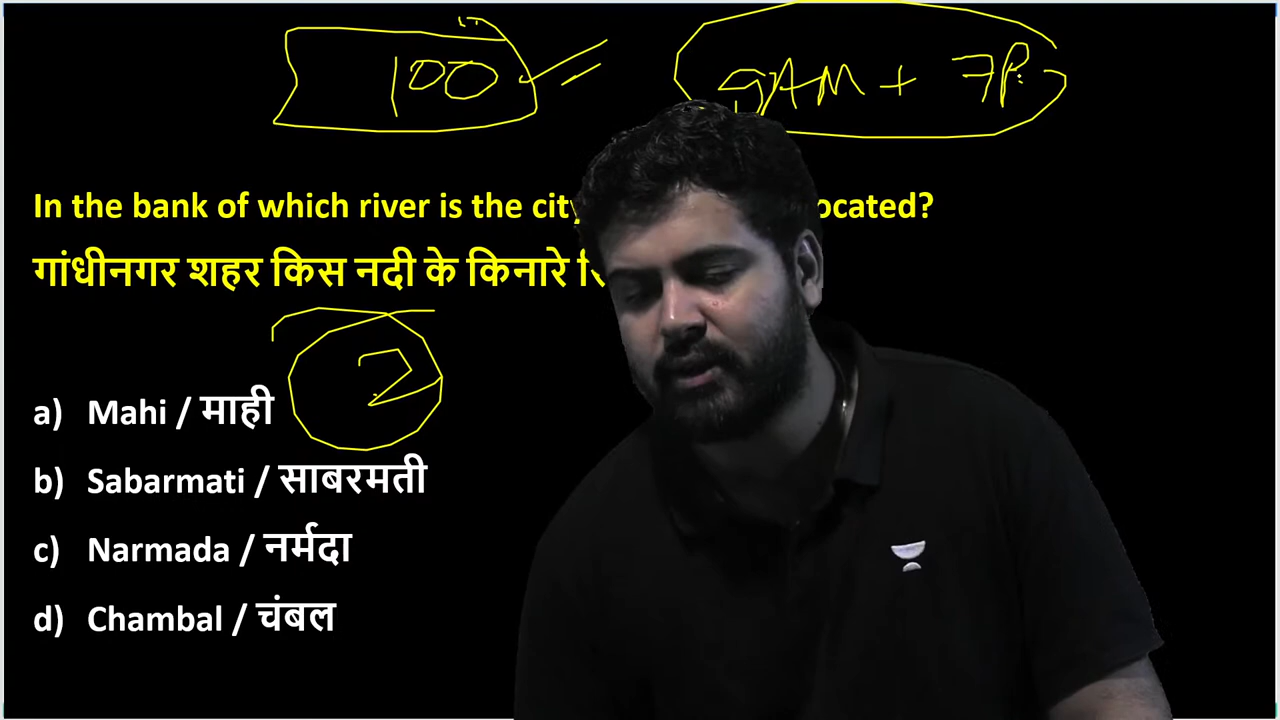 100 9AM + 7P
In the bank of which river is the city ocated?
गांधीनगर शहर किस नदी के किनारे
2
a) Mahi / माही
b) Sabarmati / साबरमती
c) Narmada / नर्मदा
d) Chambal / चंबल